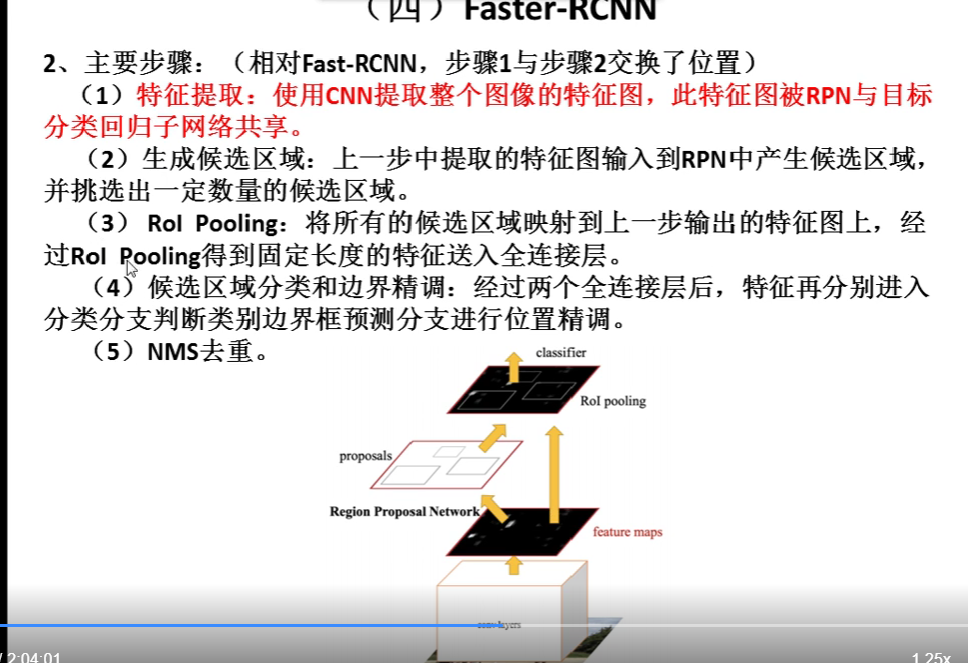 （四）Faster-RCNN
2、主要步骤：（相对Fast-RCNN，步骤1与步骤2交换了位置）
（1）特征提取：使用CNN提取整个图像的特征图，此特征图被RPN与目标
分类回归子网络共享。
（2）生成候选区域：上一步中提取的特征图输入到RPN中产生候选区域，
并挑选出一定数量的候选区域。
（3） RoI Pooling：将所有的候选区域映射到上一步输出的特征图上，经
过RoI Pooling得到固定长度的特征送入全连接层。
（4）候选区域分类和边界精调：经过两个全连接层后，特征再分别进入
分类分支判断类别边界框预测分支进行位置精调。
（5）NMS去重。
classifier
RoI pooling
proposals
Region Proposal Network
feature maps
conv layers
/ 2:04:01
1.25x